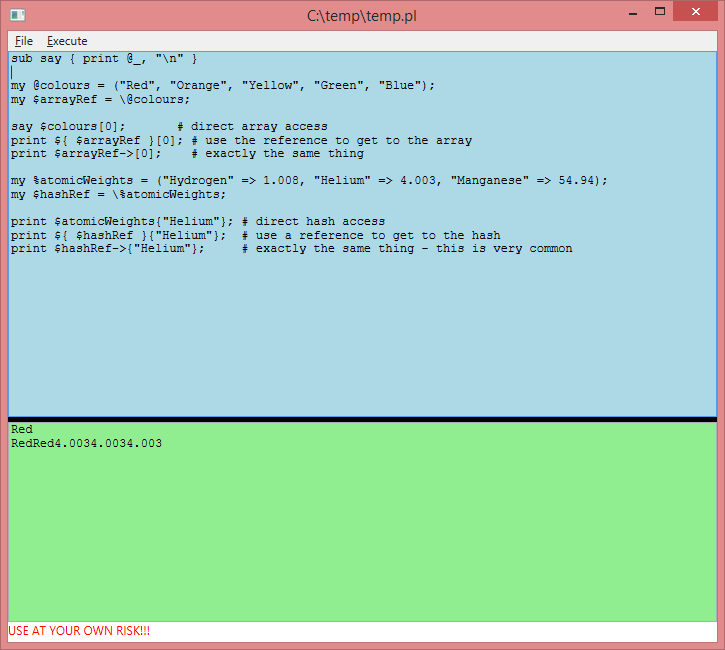 C:\temp\temp.pl
File Execute
sub say { print @_, "\n" }
my @colours = ("Red", "Orange", "Yellow", "Green", "Blue");
my $arrayRef = \@colours;
say $colours[0];       # direct array access
print ${ $arrayRef }[0]; # use the reference to get to the array
print $arrayRef->[0];    # exactly the same thing
my %atomicWeights = ("Hydrogen" => 1.008, "Helium" => 4.003, "Manganese" => 54.94);
my $hashRef = \%atomicWeights;
print $atomicWeights{"Helium"}; # direct hash access
print ${ $hashRef }{"Helium"};  # use a reference to get to the hash
print $hashRef->{"Helium"};     # exactly the same thing - this is very common
Red
RedRed4.0034.0034.003
USE AT YOUR OWN RISK!!!